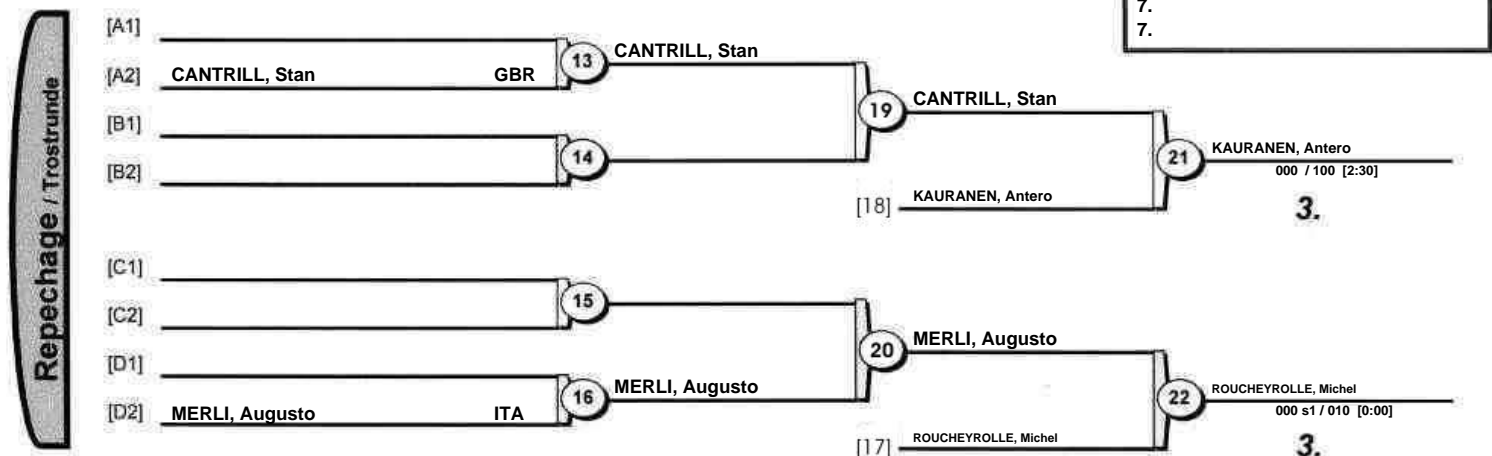 7.
7.
Repechage / Trostrunde
[A1]
CANTRILL, Stan
13
[A2] CANTRILL, Stan GBR
19 CANTRILL, Stan
[B1]
14
[B2]
21 KAURANEN, Antero
000 / 100 [2:30]
[18] KAURANEN, Antero
3.
[C1]
15
[C2]
20 MERLI, Augusto
[D1]
16 MERLI, Augusto
[D2] MERLI, Augusto ITA
22 ROUCHEYROLLE, Michel
000 s1 / 010 [0:00]
[17] ROUCHEYROLLE, Michel
3.